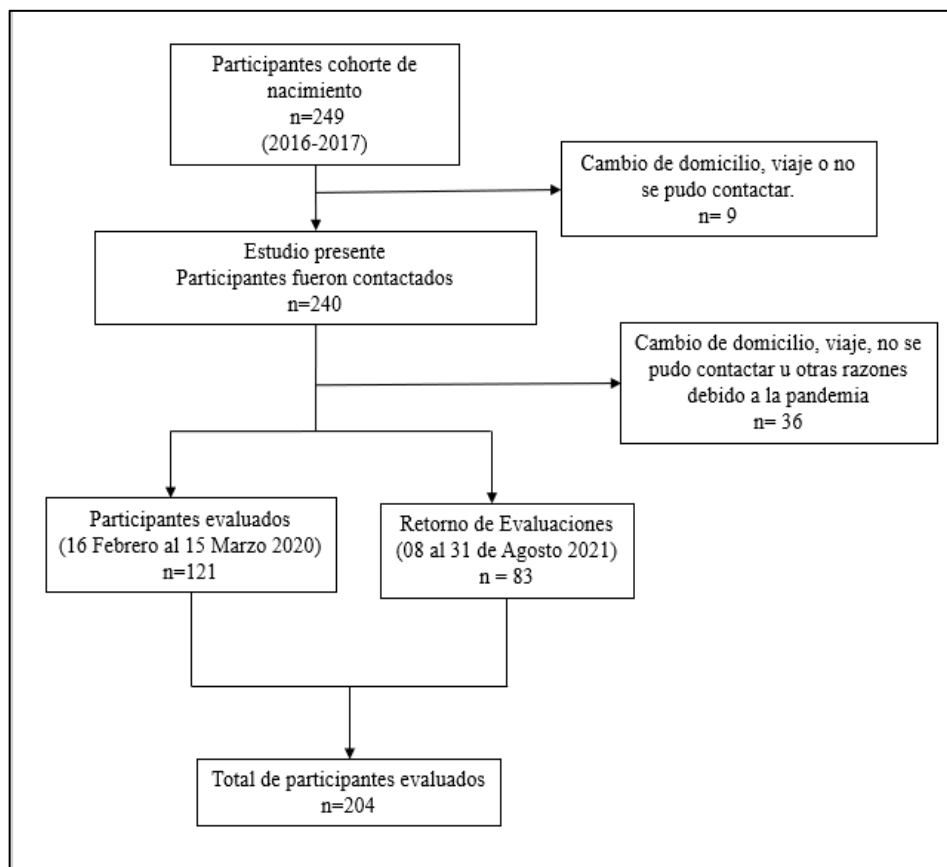 Participantes cohorte de
nacimiento
n=249
(2016-2017)
Cambio de domicilio, viaje o no
se pudo contactar.
n= 9
Estudio presente
Participantes fueron contactados
n=240
Cambio de domicilio, viaje, no se
pudo contactar u otras razones
debido a la pandemia
n= 36
Participantes evaluados
(16 Febrero al 15 Marzo 2020)
n=121
Retorno de Evaluaciones
(08 al 31 de Agosto 2021)
n = 83
Total de participantes evaluados
n=204